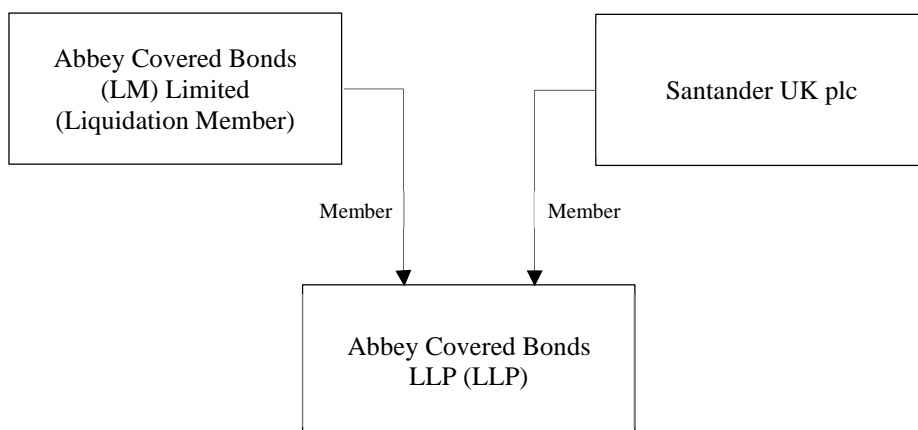 Abbey Covered Bonds
(LM) Limited
(Liquidation Member)
Santander UK plc
Member
Member
Abbey Covered Bonds
LLP (LLP)